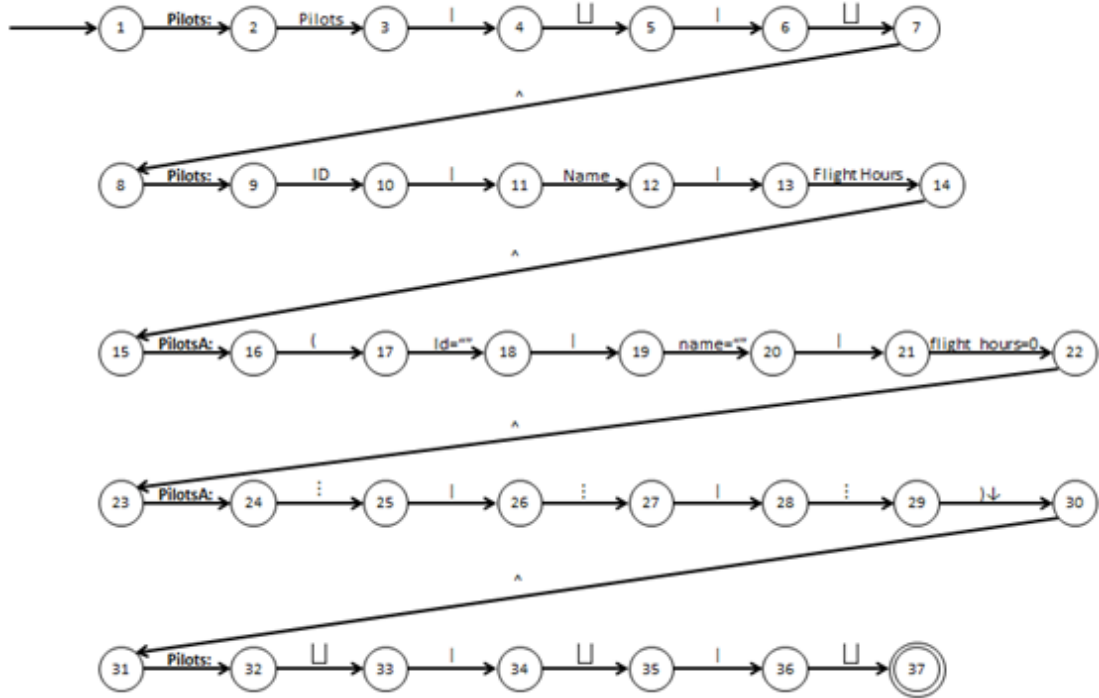 1 Pilots: 2 Pilots 3 | 4 ⊔ 5 | 6 ⊔ 7
^
8 Pilots: 9 ID 10 | 11 Name 12 | 13 Flight Hours 14
^
15 PilotsA: 16 ( 17 Id="" 18 | 19 name="" 20 | 21 flight_hours=0 22
^
23 PilotsA: 24 ⋮ 25 | 26 ⋮ 27 | 28 ⋮ 29 )↓ 30
^
31 Pilots: 32 ⊔ 33 | 34 ⊔ 35 | 36 ⊔ 37